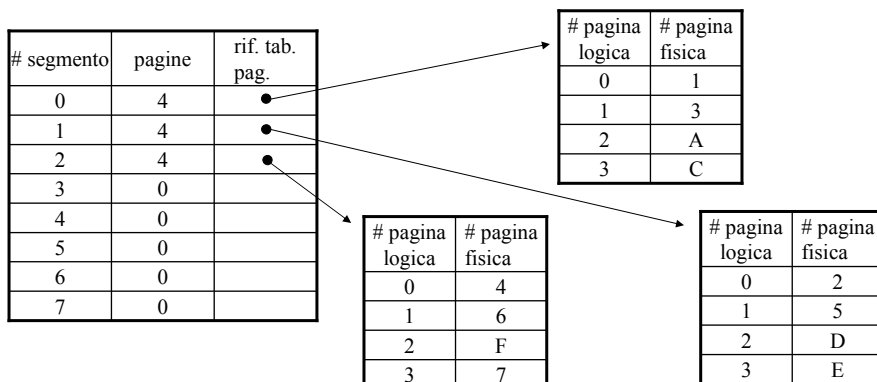 # segmento pagine rif. tab. pag.
0 4
1 4
2 4
3 0
4 0
5 0
6 0
7 0
# pagina logica # pagina fisica
0 1
1 3
2 A
3 C
# pagina logica # pagina fisica
0 4
1 6
2 F
3 7
# pagina logica # pagina fisica
0 2
1 5
2 D
3 E